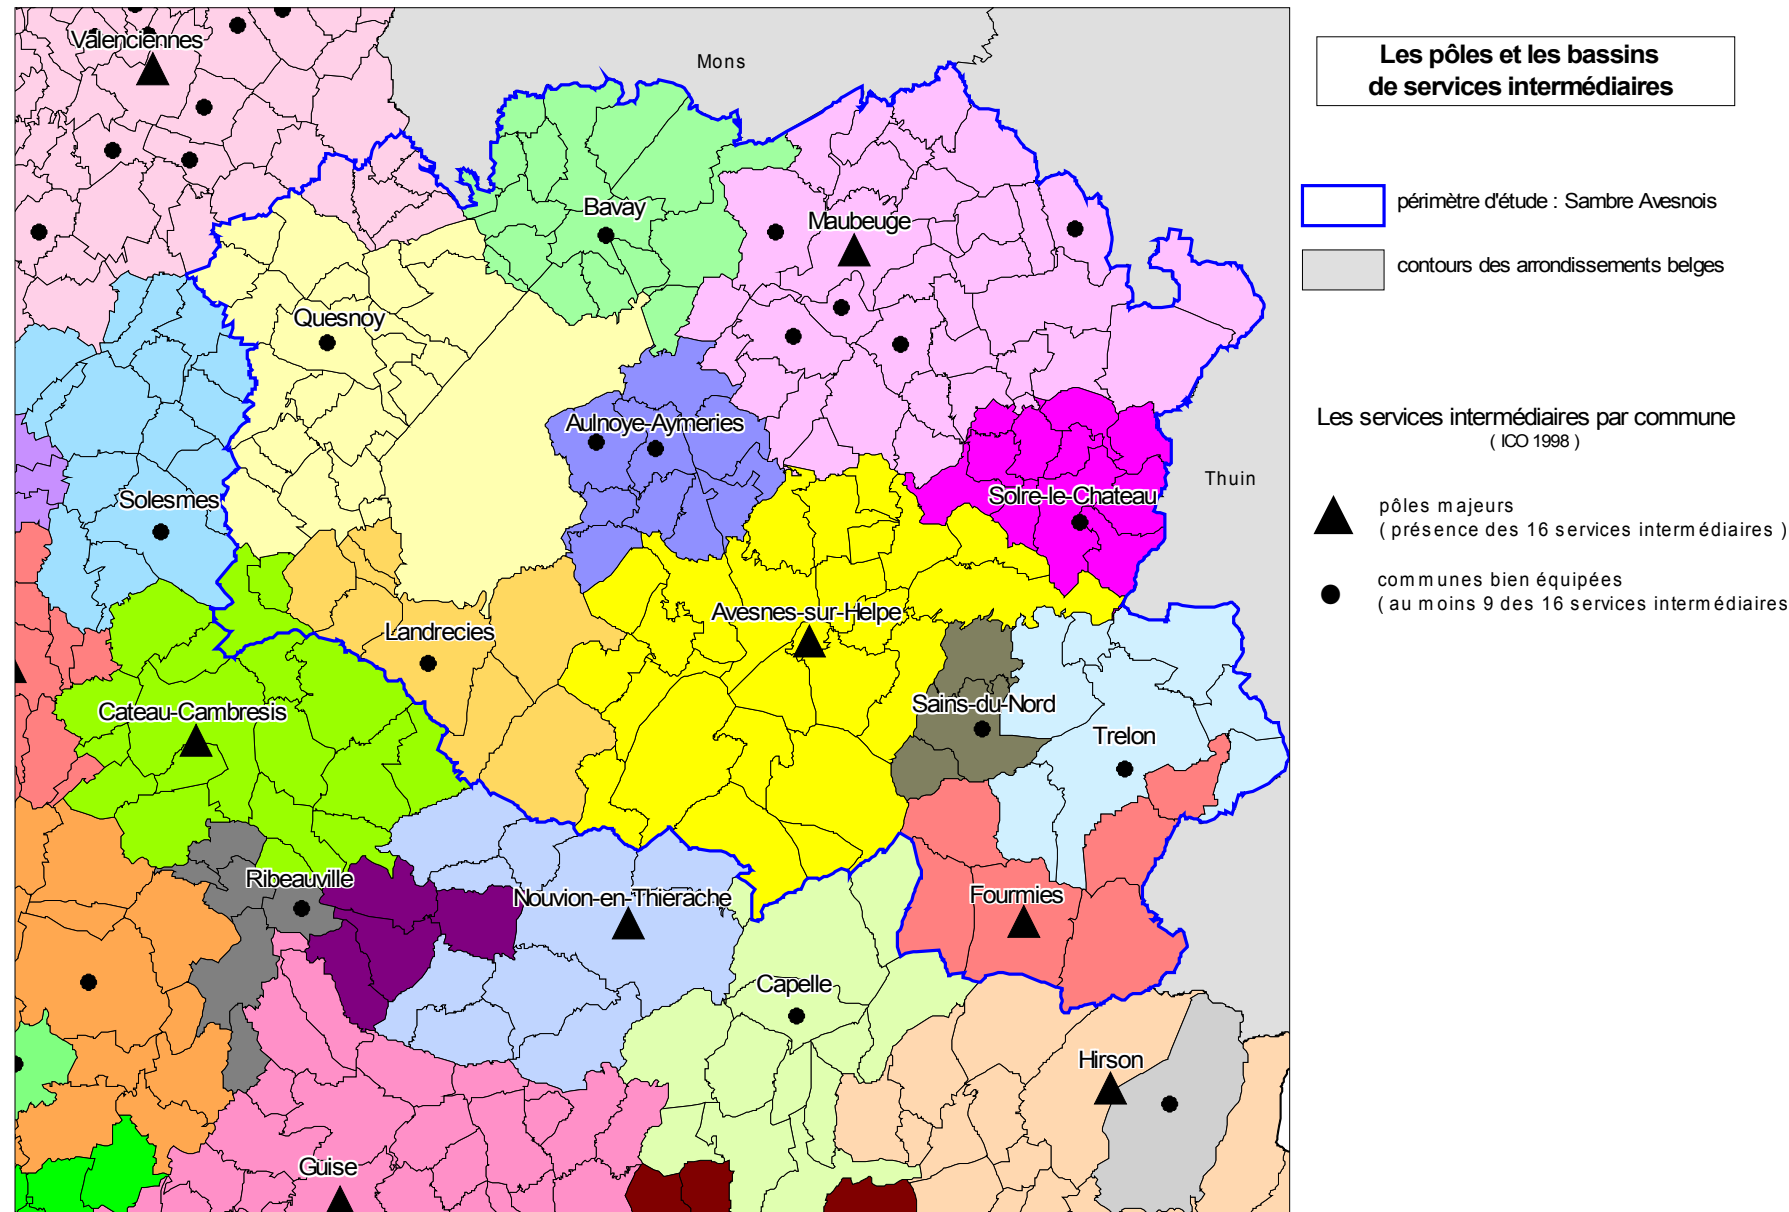 Valenciennes
Mons
Bavay
Maubeuge
Quesnoy
Aulnoye-Aymeries
Solesmes
Solre-le-Chateau
Thuin
Avesnes-sur-Helpe
Landrecies
Cateau-Cambresis
Sains-du-Nord
Trelon
Ribeauville
Nouvion-en-Thierache
Fourmies
Capelle
Hirson
Guise
Les pôles et les bassins
de services intermédiaires
périmètre d'étude : Sambre Avesnois
contours des arrondissements belges
Les services intermédiaires par commune
( ICO 1998 )
pôles majeurs
( présence des 16 services intermédiaires )
communes bien équipées
( au moins 9 des 16 services intermédiaires